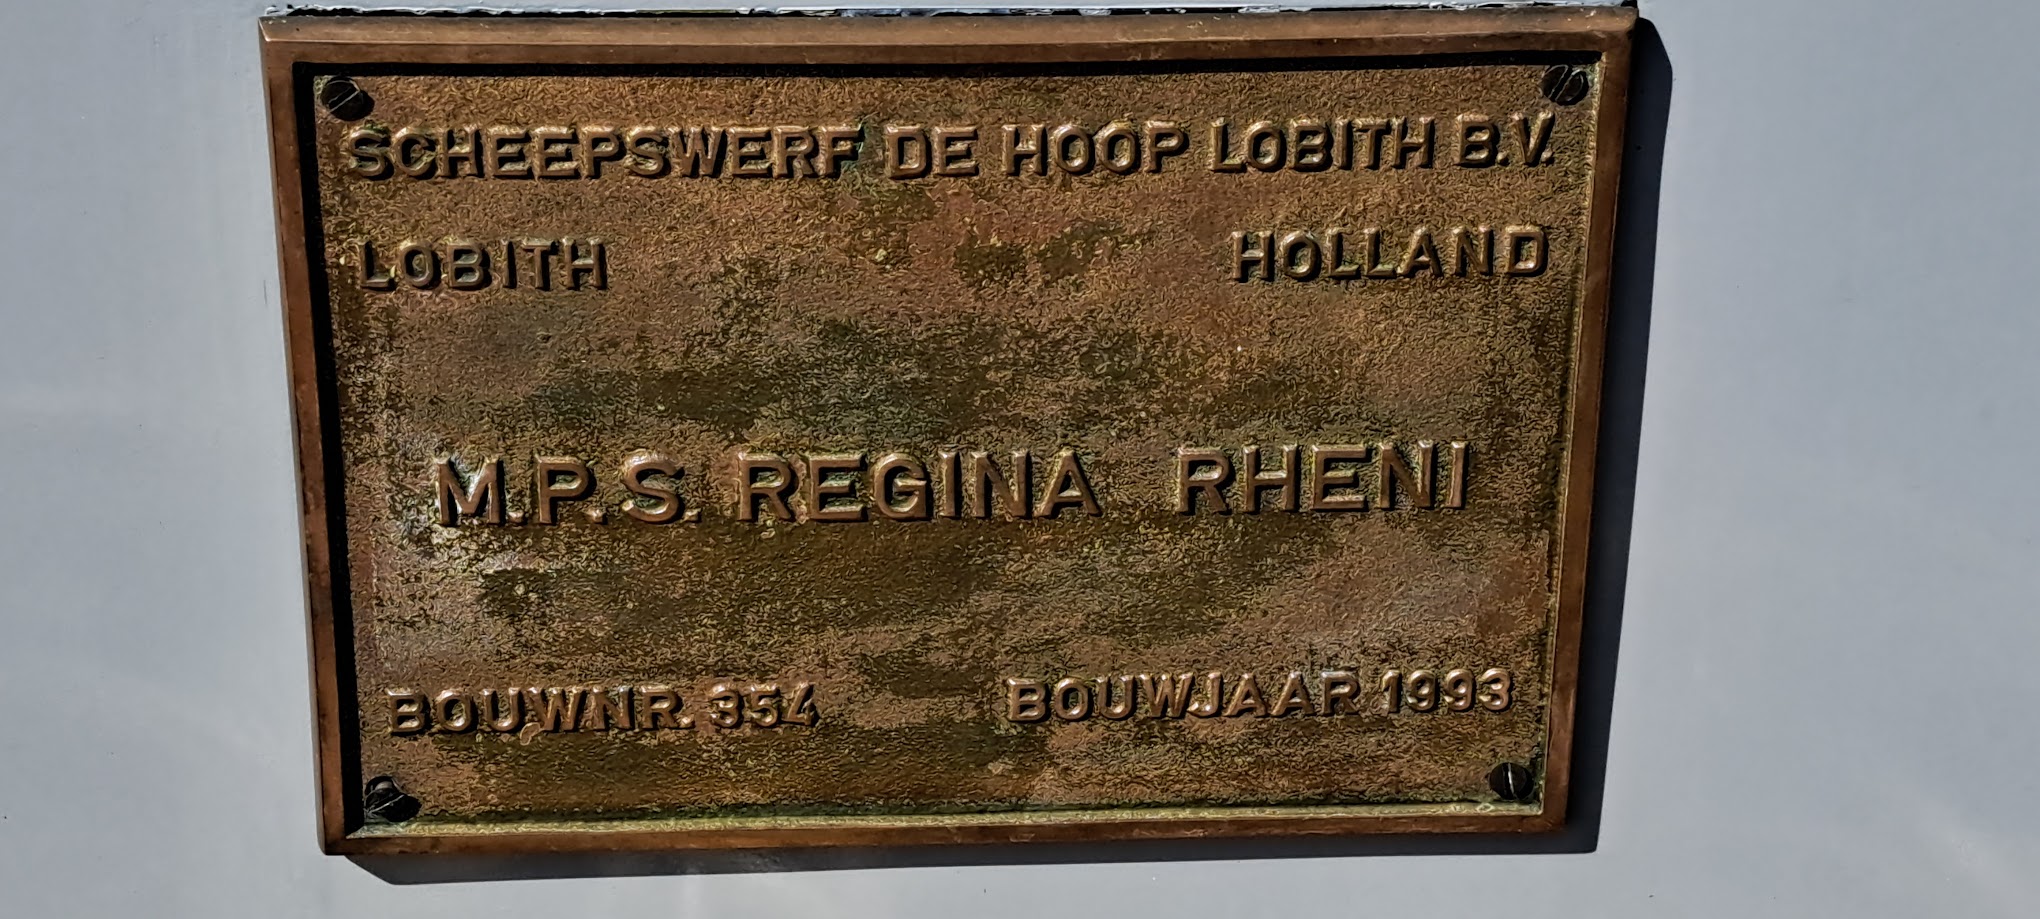 SCHEEPSWERF DE HOOP LOBITH B.V.
LOBITH HOLLAND
M.P.S. REGINA RHENI
BOUWNR. 354 BOUWJAAR 1993